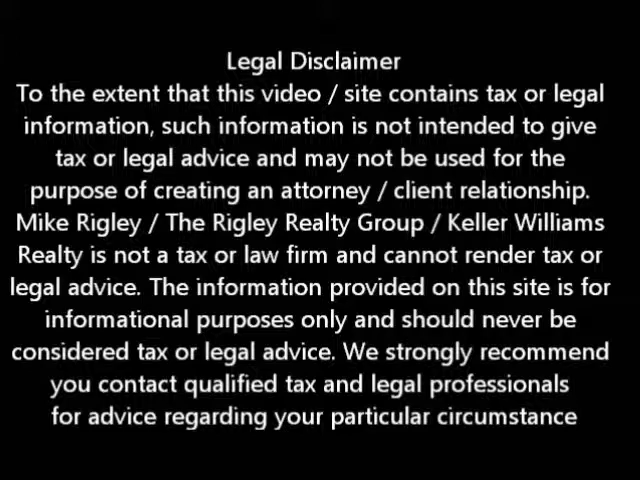 Legal Disclaimer
To the extent that this video / site contains tax or legal
information, such information is not intended to give
tax or legal advice and may not be used for the
purpose of creating an attorney / client relationship.
Mike Rigley / The Rigley Realty Group / Keller Williams
Realty is not a tax or law firm and cannot render tax or
legal advice. The information provided on this site is for
informational purposes only and should never be
considered tax or legal advice. We strongly recommend
you contact qualified tax and legal professionals
for advice regarding your particular circumstance